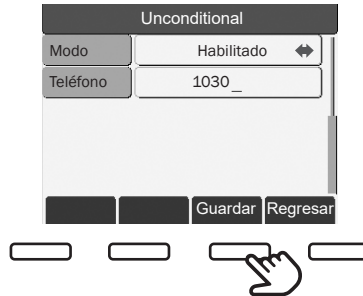 Unconditional
Modo Habilitado
Teléfono 1030_
Guardar Regresar